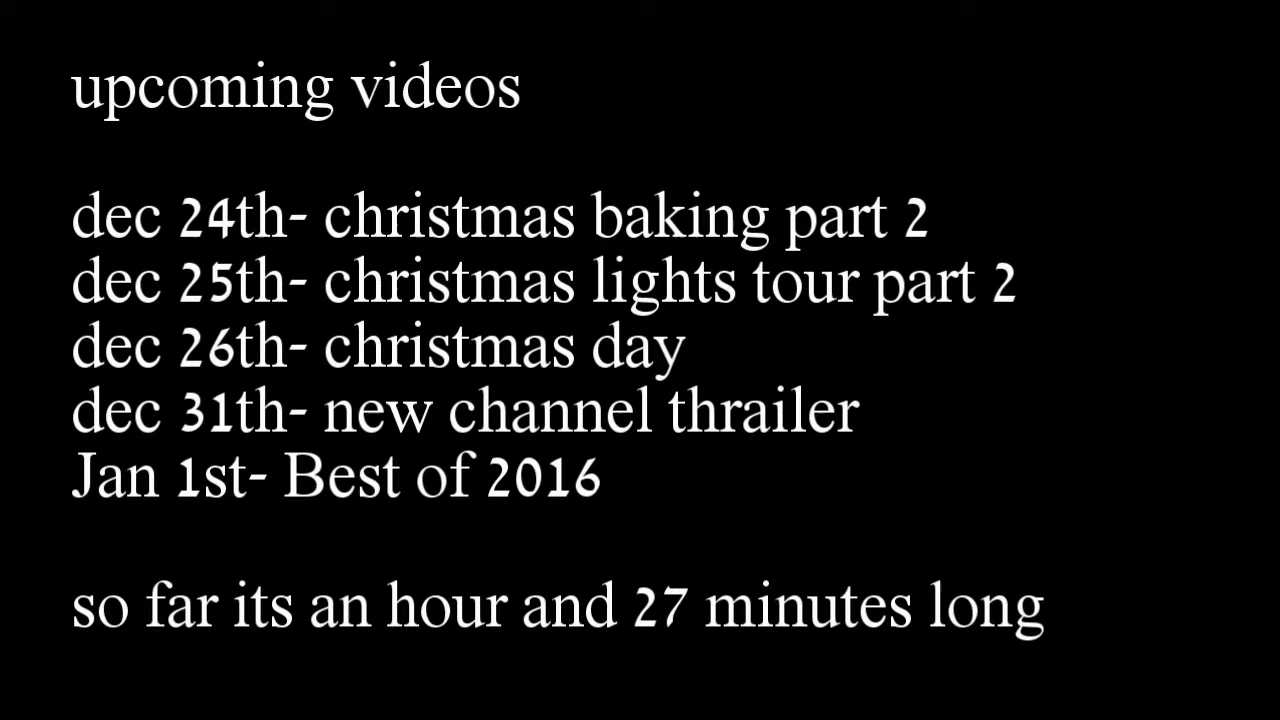 upcoming videos
dec 24th- christmas baking part 2
dec 25th- christmas lights tour part 2
dec 26th- christmas day
dec 31th- new channel thrailer
Jan 1st- Best of 2016
so far its an hour and 27 minutes long